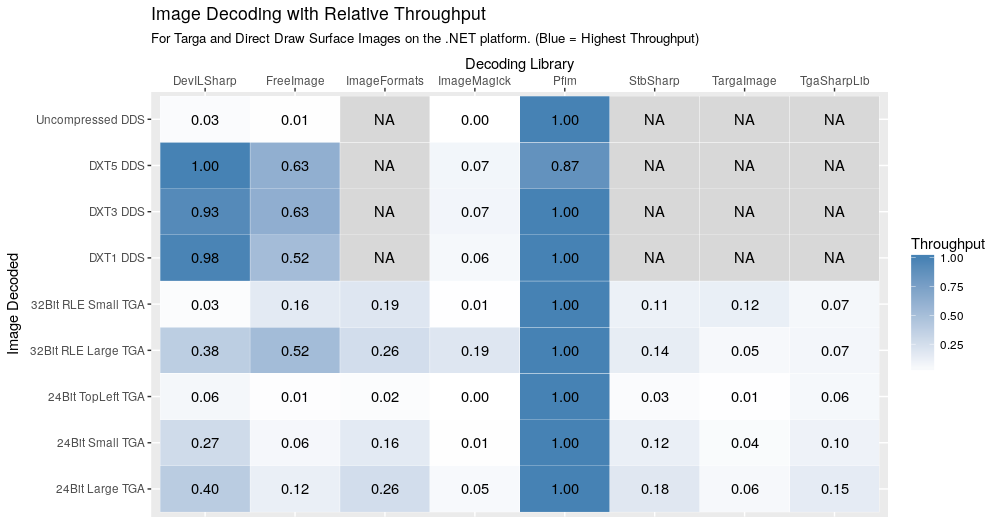 Image Decoding with Relative Throughput
For Targa and Direct Draw Surface Images on the .NET platform. (Blue = Highest Throughput)
Decoding Library
DevILSharp FreeImage ImageFormats ImageMagick Pfim StbSharp TargaImage TgaSharpLib
Uncompressed DDS 0.03 0.01 NA 0.00 1.00 NA NA NA
DXT5 DDS 1.00 0.63 NA 0.07 0.87 NA NA NA
DXT3 DDS 0.93 0.63 NA 0.07 1.00 NA NA NA
DXT1 DDS 0.98 0.52 NA 0.06 1.00 NA NA NA
32Bit RLE Small TGA 0.03 0.16 0.19 0.01 1.00 0.11 0.12 0.07
32Bit RLE Large TGA 0.38 0.52 0.26 0.19 1.00 0.14 0.05 0.07
24Bit TopLeft TGA 0.06 0.01 0.02 0.00 1.00 0.03 0.01 0.06
24Bit Small TGA 0.27 0.06 0.16 0.01 1.00 0.12 0.04 0.10
24Bit Large TGA 0.40 0.12 0.26 0.05 1.00 0.18 0.06 0.15
Image Decoded
Throughput
1.00
0.75
0.50
0.25